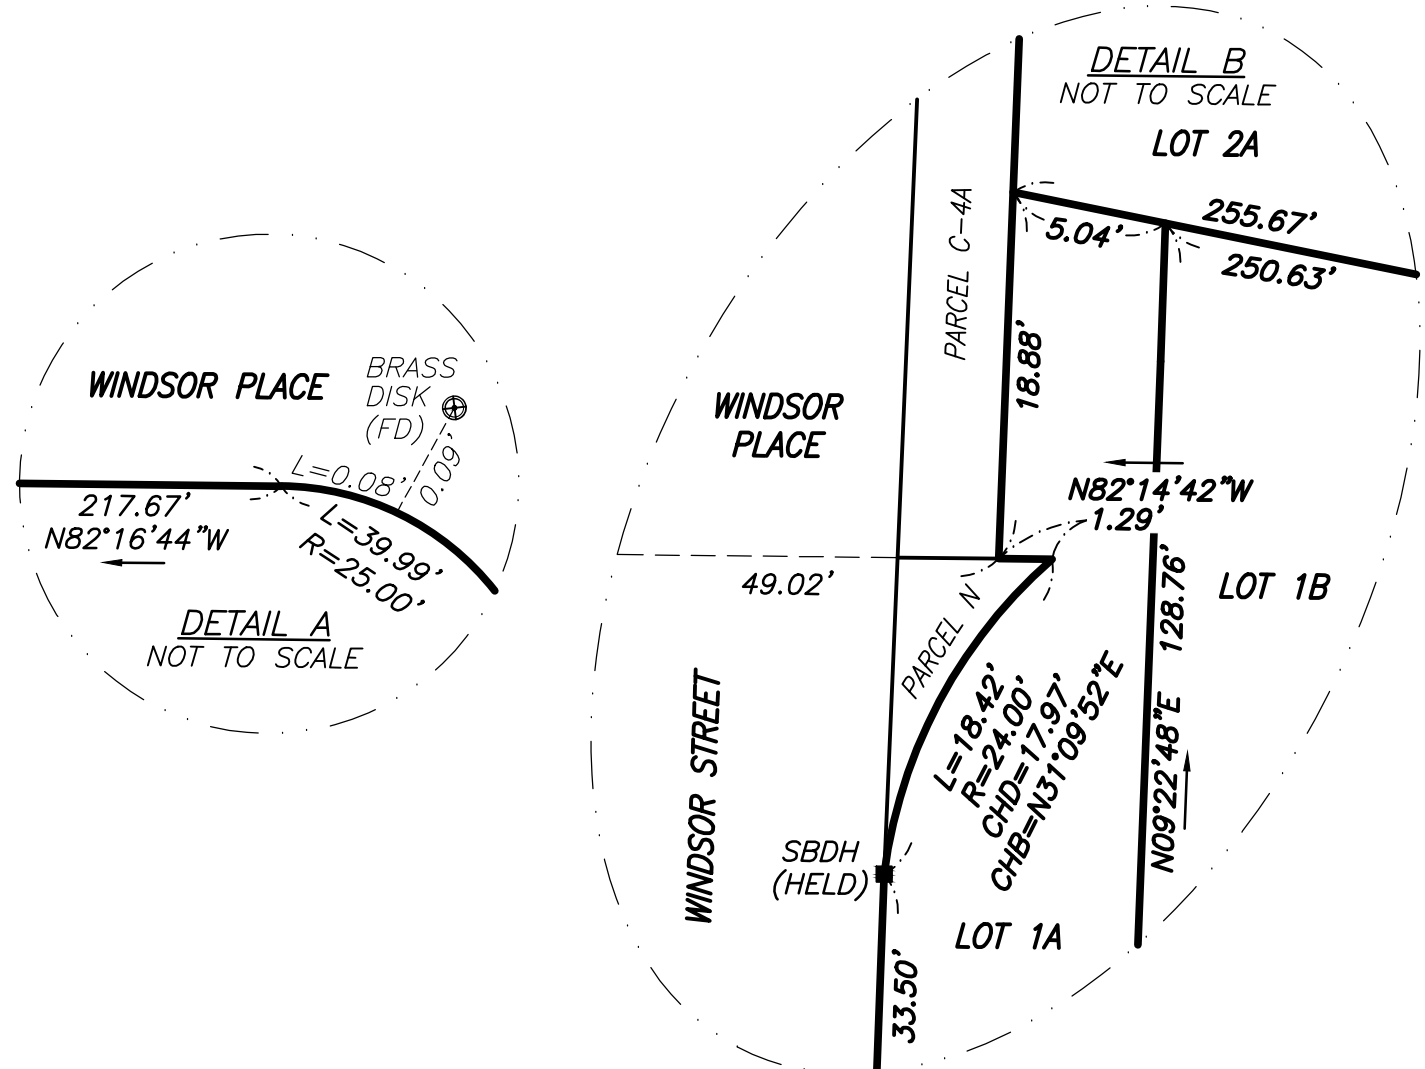 WINDSOR PLACE
BRASS
DISK
(FD)
0.09'
L=0.08'
217.67'
N82°16'44"W
L=39.99'
R=25.00'
DETAIL A
NOT TO SCALE
DETAIL B
NOT TO SCALE
LOT 2A
255.67'
5.04'
250.63'
PARCEL C-4A
18.88'
WINDSOR
PLACE
N82°14'42"W
1.29'
49.02'
PARCEL N
128.76'
N09°22'48"E
LOT 1B
L=18.42'
R=24.00'
CHD=17.97'
CHB=N31°09'52"E
WINDSOR STREET
SBDH
(HELD)
LOT 1A
33.50'